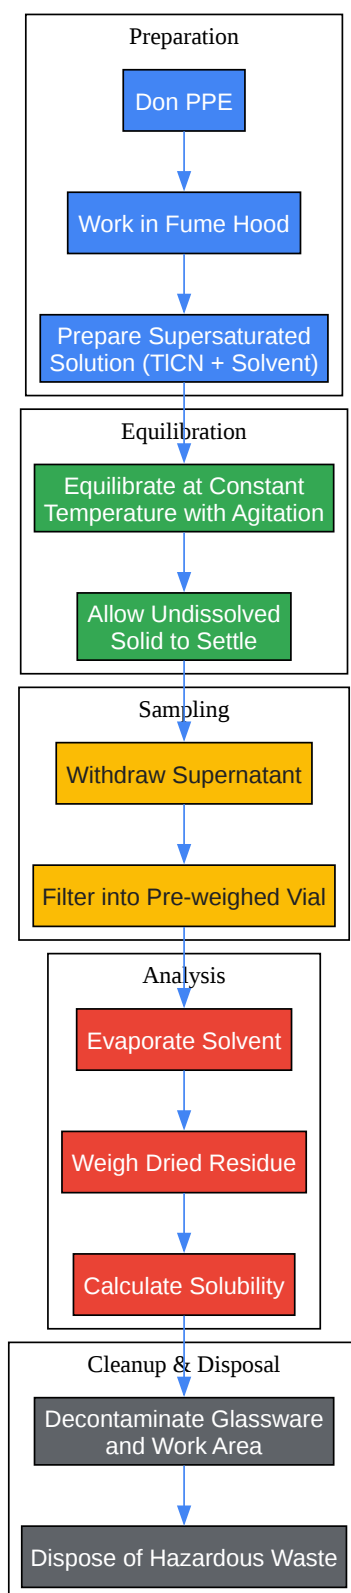 Preparation
Don PPE
Work in Fume Hood
Prepare Supersaturated
Solution (TlCN + Solvent)
Equilibration
Equilibrate at Constant
Temperature with Agitation
Allow Undissolved
Solid to Settle
Sampling
Withdraw Supernatant
Filter into Pre-weighed Vial
Analysis
Evaporate Solvent
Weigh Dried Residue
Calculate Solubility
Cleanup & Disposal
Decontaminate Glassware
and Work Area
Dispose of Hazardous Waste